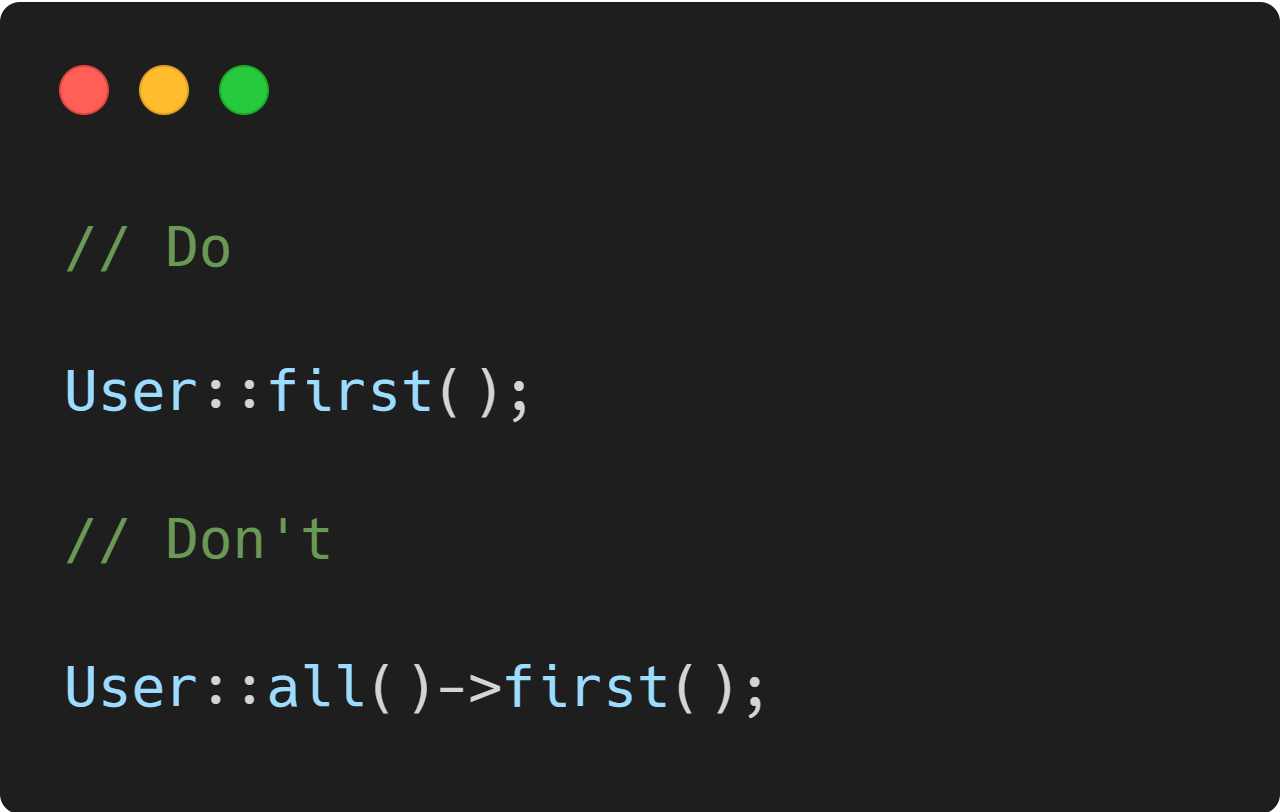 // Do
User::first();
// Don't
User::all()->first();